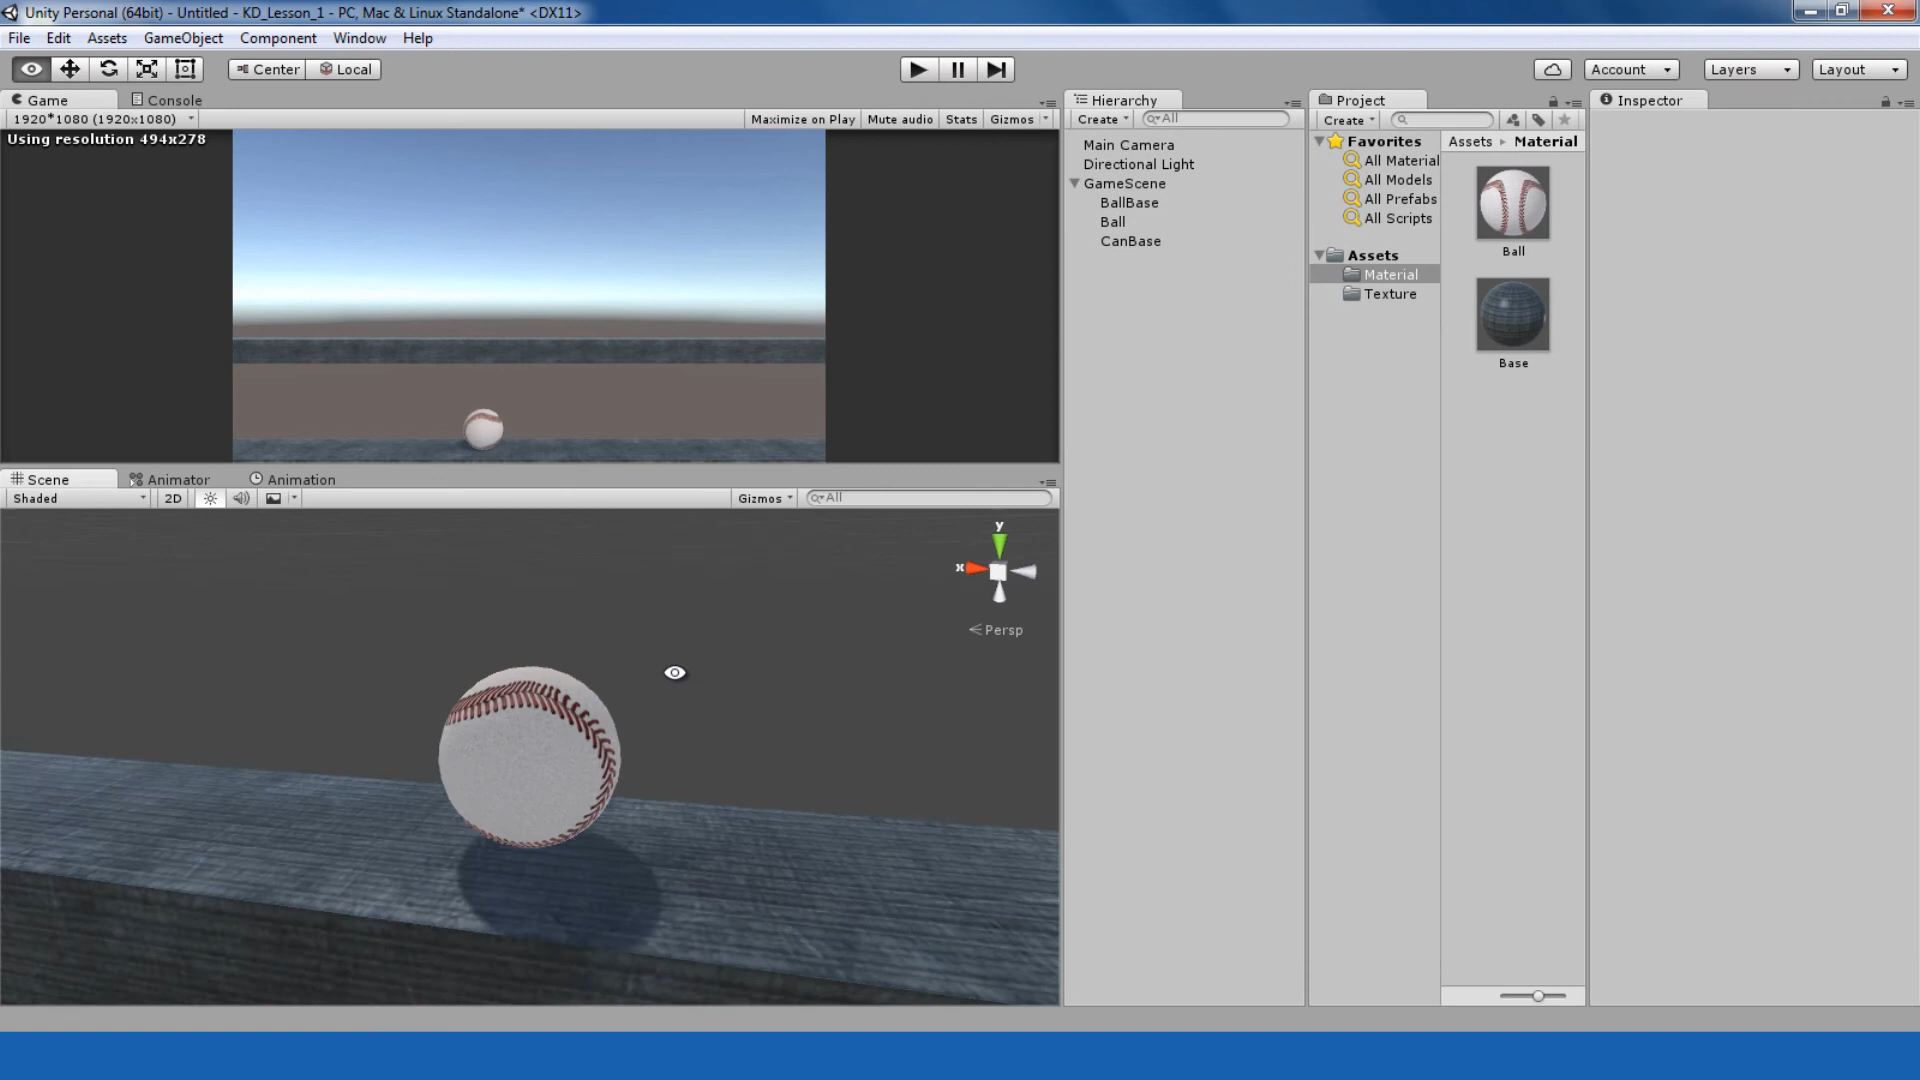 Unity Personal (64bit) - Untitled - KD_Lesson_1 - PC, Mac & Linux Standalone* <DX11>
File Edit Assets GameObject Component Window Help
Center Local
Account Layers Layout
Game Console
1920*1080 (1920x1080)
Maximize on Play Mute audio Stats Gizmos
Using resolution 494x278
Scene Animator Animation
Shaded 2D Gizmos All
y
x
Persp
Hierarchy
Create All
Main Camera
Directional Light
GameScene
BallBase
Ball
CanBase
Project
Create
Favorites
All Material
All Models
All Prefabs
All Scripts
Assets
Material
Texture
Assets Material
Ball
Base
Inspector